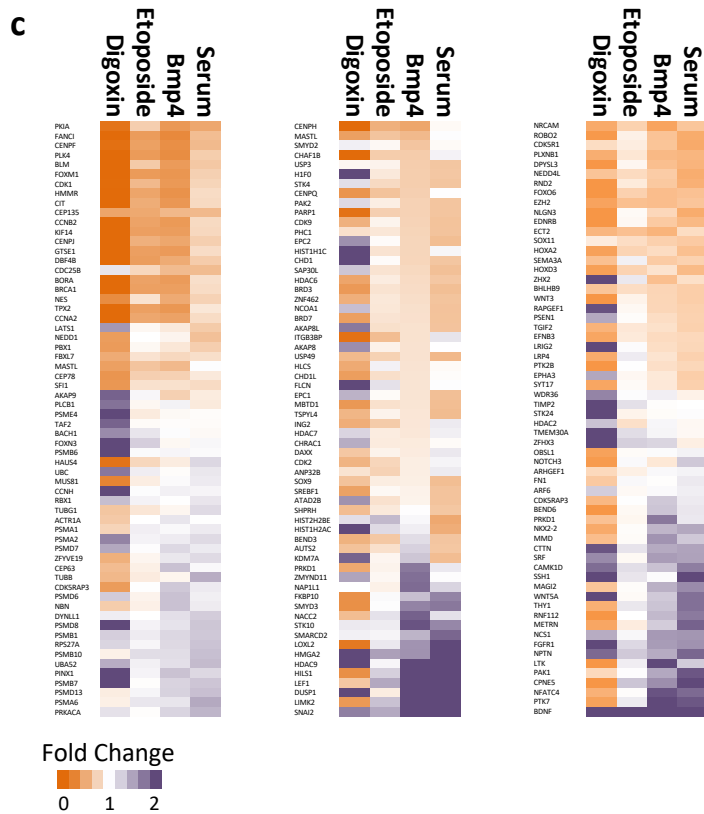 c
Digoxin Etoposide Bmp4 Serum
PKIA
FANCI
CENPF
PLK4
BLM
FOXM1
CDK1
HMMR
CIT
CEP135
CCNB2
KIF14
CENPJ
GTSE1
DBF4B
CDC25B
BORA
BRCA1
NES
TPX2
CCNA2
LATS1
NEDD1
PBX1
FBXL7
MASTL
CEP78
SFI1
AKAP9
PLCB1
PSME4
TAF2
BACH1
FOXN3
PSMB6
HAUS4
UBC
MUS81
CCNH
RBX1
TUBG1
ACTR1A
PSMA1
PSMA2
PSMD7
ZFYVE19
CEP63
TUBB
CDK5RAP3
PSMD6
NBN
DYNLL1
PSMD8
PSMB1
RPS27A
PSMB10
UBA52
PINX1
PSMB7
PSMD13
PSMA6
PRKACA
Digoxin Etoposide Bmp4 Serum
CENPH
MASTL
SMYD2
CHAF1B
USP3
H1F0
STK4
CENPQ
PAK2
PARP1
CDK9
PHC1
EPC2
HIST1H1C
CHD1
SAP30L
HDAC6
BRD3
ZNF462
NCOA1
BRD7
AKAP8L
ITGB3BP
AKAP8
USP49
HLCS
CHD1L
FLCN
EPC1
MBTD1
TSPYL4
ING2
HDAC7
CHRAC1
DAXX
CDK2
ANP32B
SOX9
SREBF1
ATAD2B
SHPRH
HIST2H2BE
HIST1H2AC
BEND3
AUTS2
KDM7A
PRKD1
ZMYND11
NAP1L1
FKBP10
SMYD3
NACC2
STK10
SMARCD2
LOXL2
HMGA2
HDAC9
HILS1
LEF1
DUSP1
LIMK2
SNAI2
Digoxin Etoposide Bmp4 Serum
NRCAM
ROBO2
CDK5R1
PLXNB1
DPYSL3
NEDD4L
RND2
FOXO6
EZH2
NLGN3
EDNRB
ECT2
SOX11
HOXA2
SEMA3A
HOXD3
ZHX2
BHLHB9
WNT3
RAPGEF1
PSEN1
TGIF2
EFNB3
LRIG2
LRP4
PTK2B
EPHA3
SYT17
WDR36
TIMP2
STK24
HDAC2
TMEM30A
ZFHX3
OBSL1
NOTCH3
ARHGEF1
FN1
ARF6
CDK5RAP3
BEND6
PRKD1
NKX2-2
MMD
CTTN
SRF
CAMK1D
SSH1
MAGI2
WNT5A
THY1
RNF112
METRN
NCS1
FGFR1
NPTN
LTK
PAK1
CPNE5
NFATC4
PTK7
BDNF
Fold Change
0 1 2